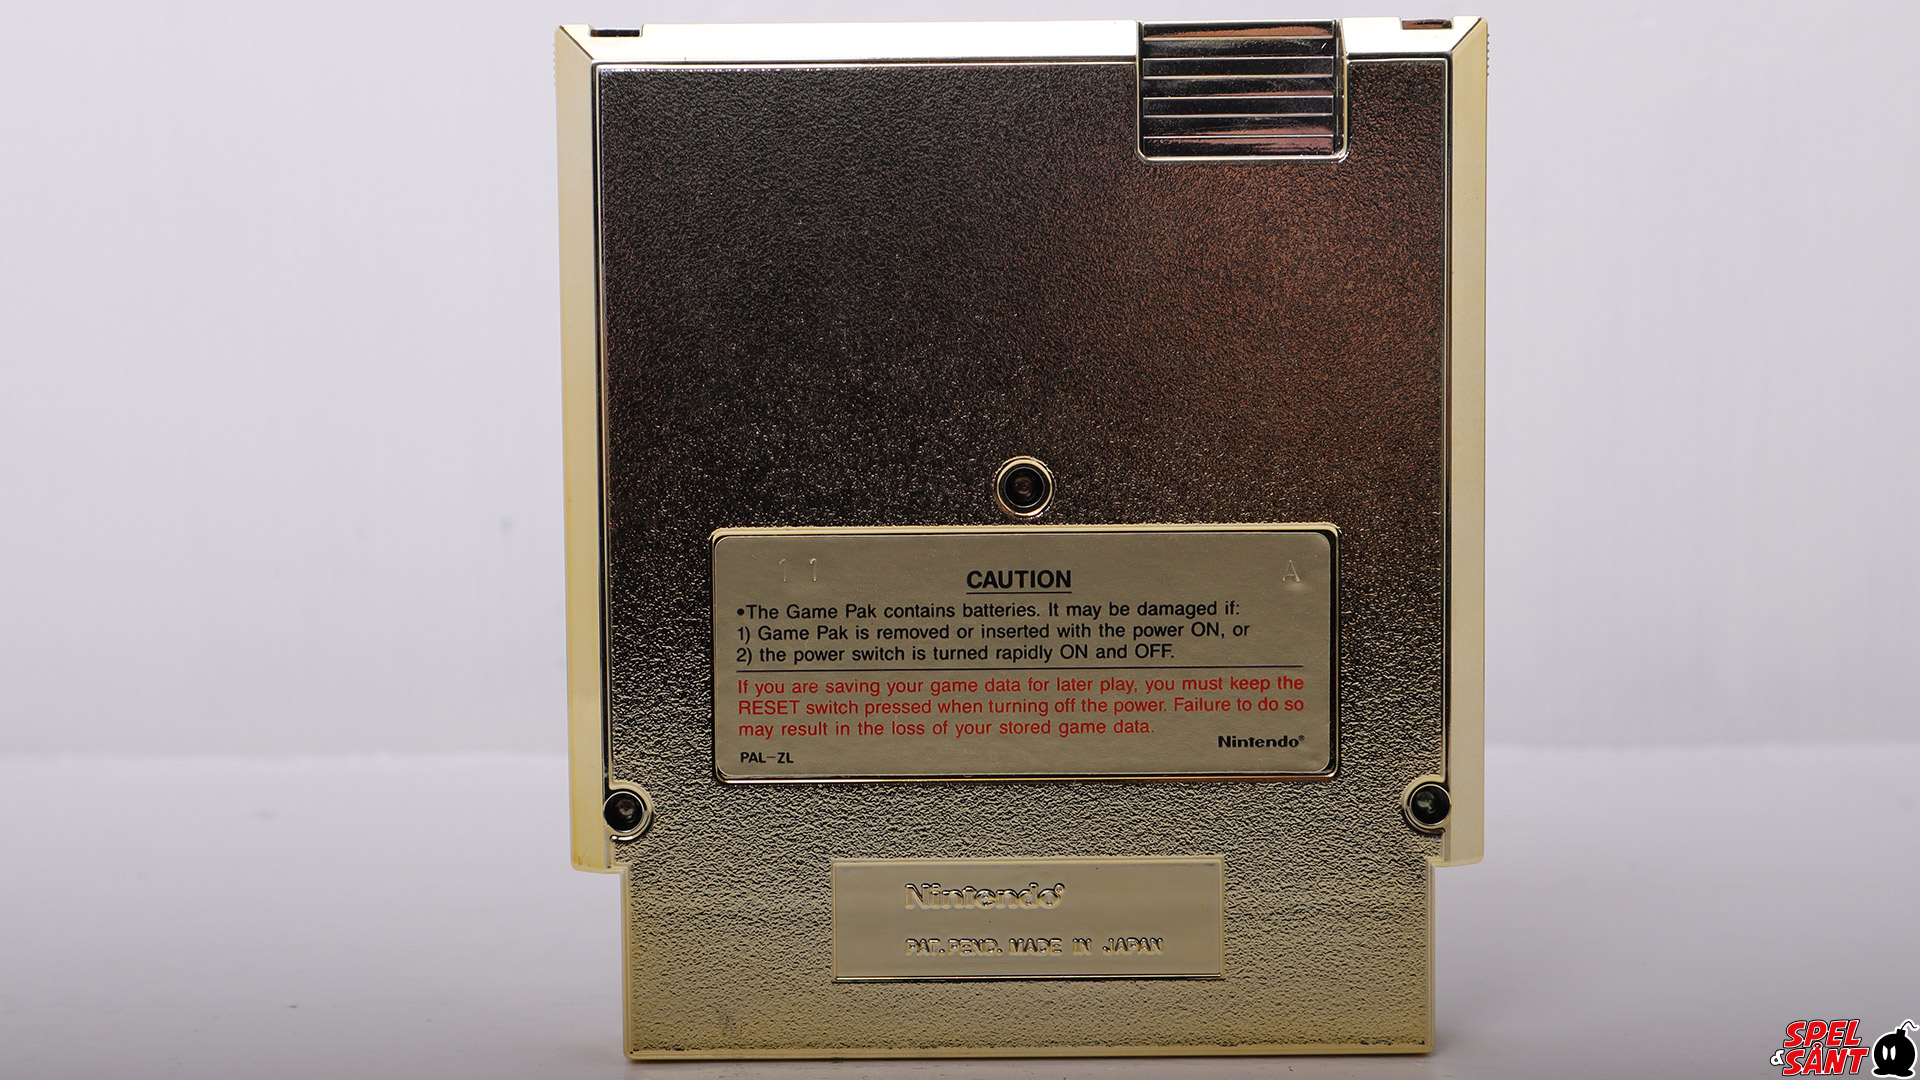 11 A
CAUTION
•The Game Pak contains batteries. It may be damaged if:
1) Game Pak is removed or inserted with the power ON, or
2) the power switch is turned rapidly ON and OFF.
If you are saving your game data for later play, you must keep the
RESET switch pressed when turning off the power. Failure to do so
may result in the loss of your stored game data.
Nintendo®
PAL-ZL
Nintendo®
PAT. PEND. MADE IN JAPAN
SPEL
& SÅNT